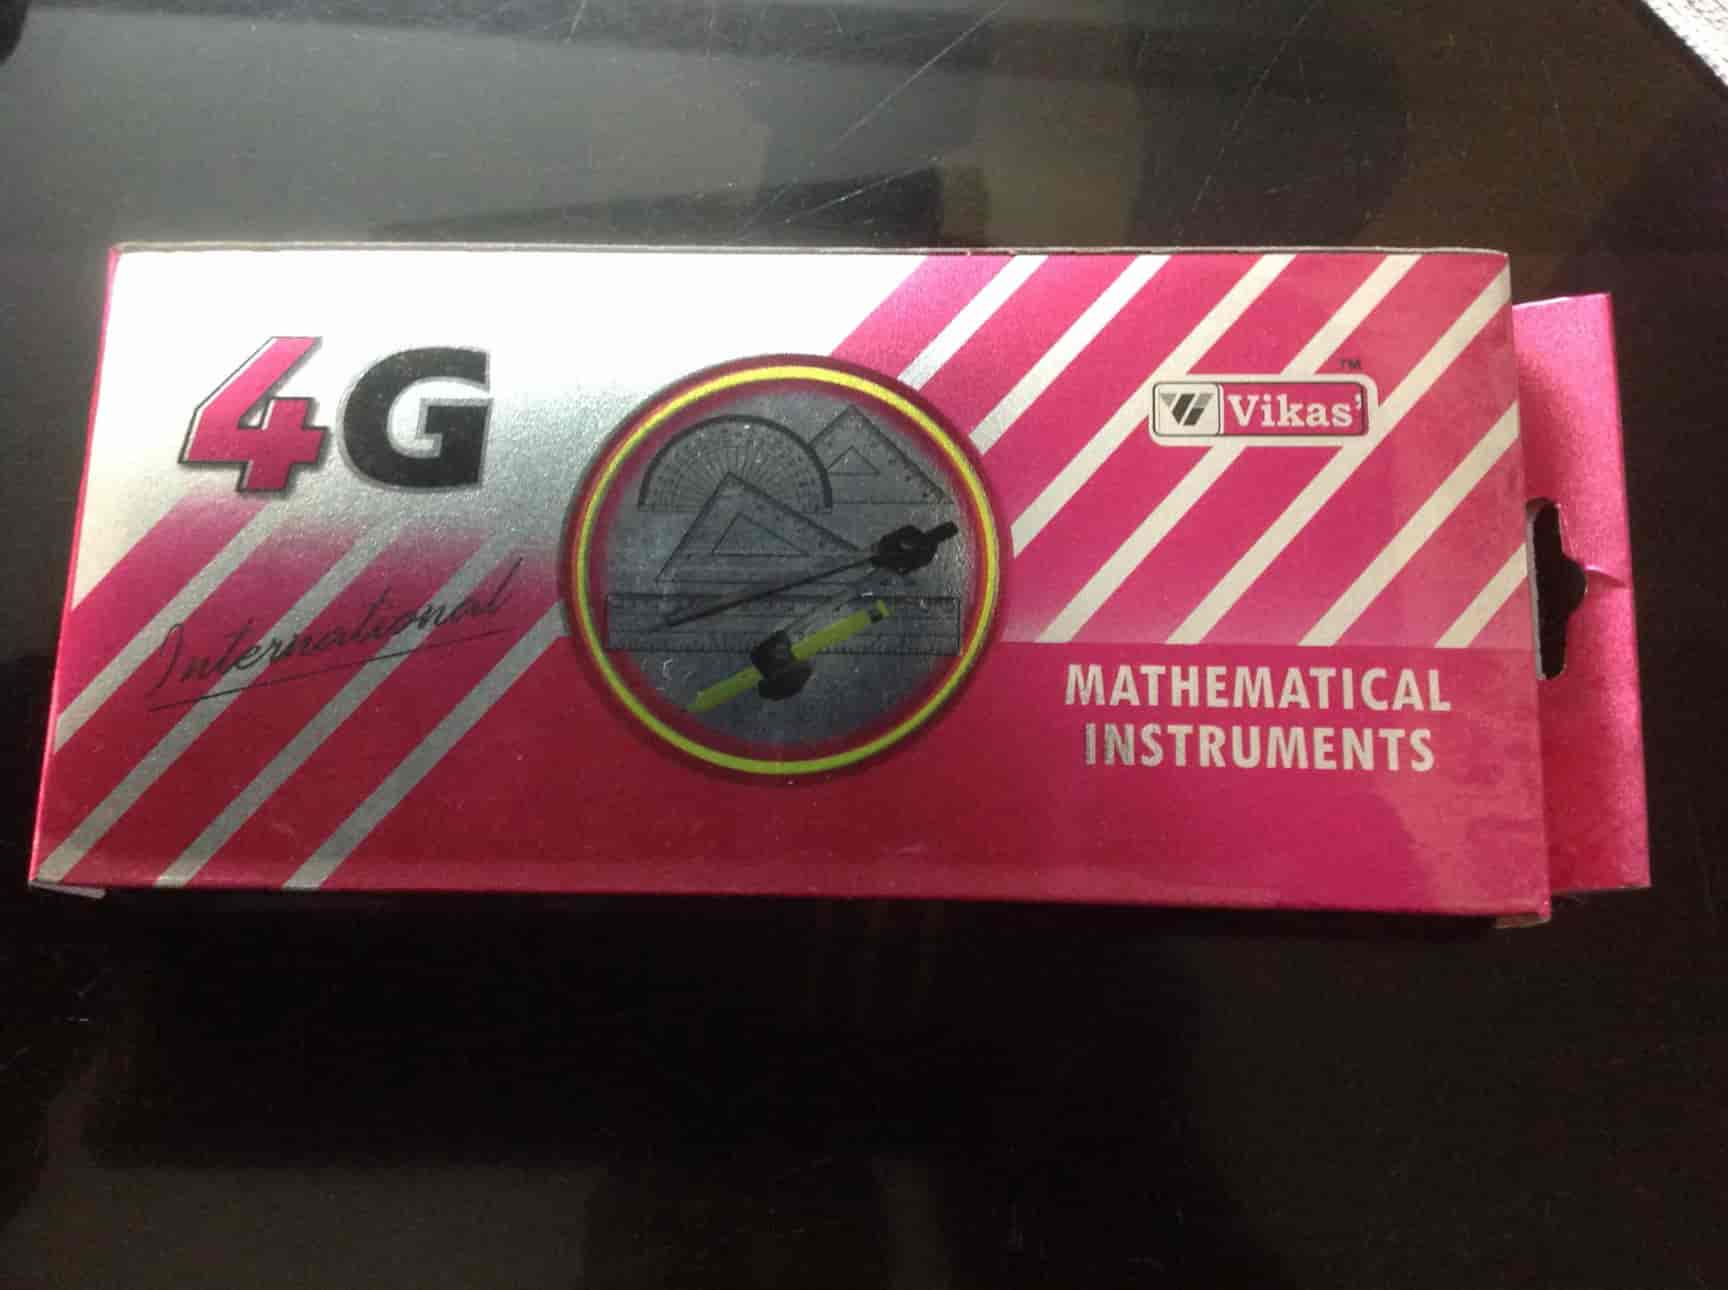 4G
International
TM
Vikas'
MATHEMATICAL
INSTRUMENTS